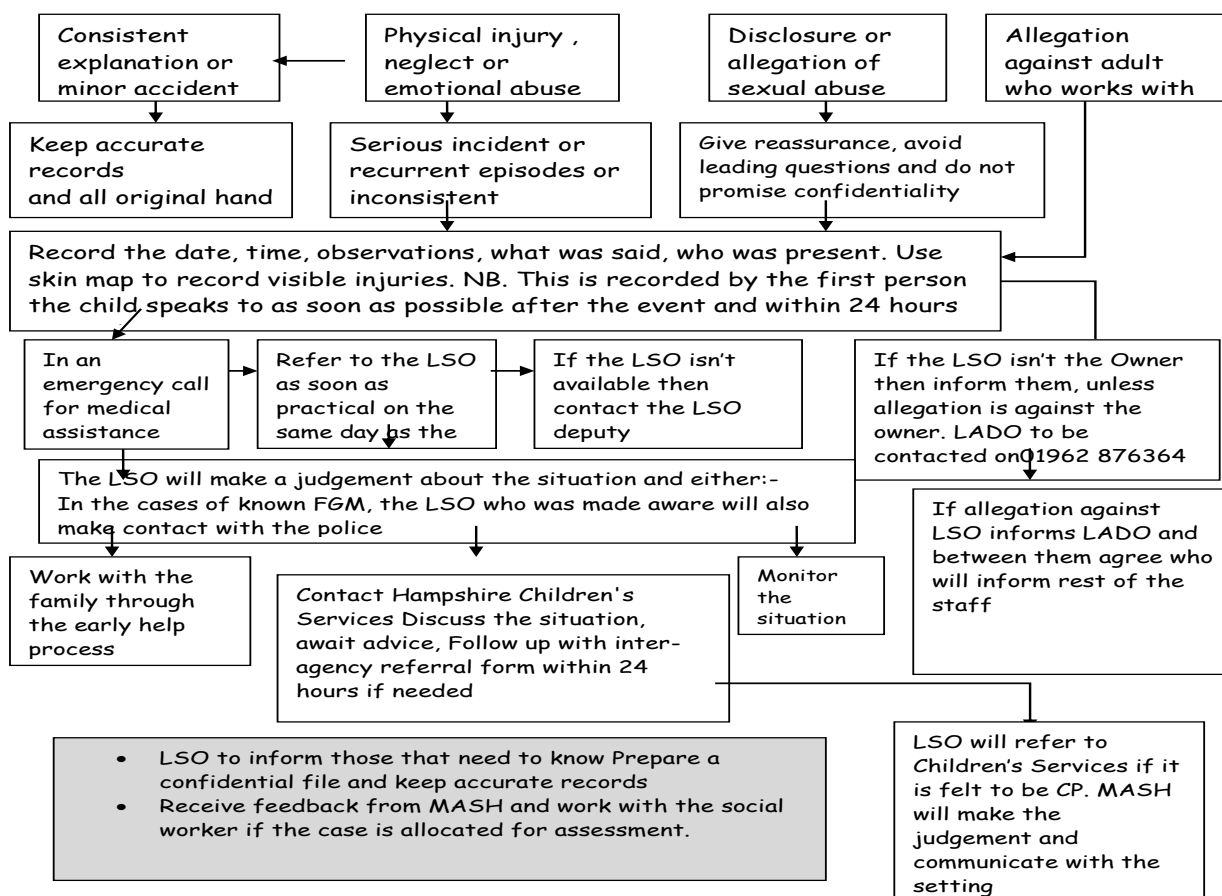 Consistent
explanation or
minor accident
Physical injury ,
neglect or
emotional abuse
Disclosure or
allegation of
sexual abuse
Allegation
against adult
who works with
Keep accurate
records
and all original hand
Serious incident or
recurrent episodes or
inconsistent
Give reassurance, avoid
leading questions and do not
promise confidentiality
Record the date, time, observations, what was said, who was present. Use
skin map to record visible injuries. NB. This is recorded by the first person
the child speaks to as soon as possible after the event and within 24 hours
In an
emergency call
for medical
assistance
Refer to the LSO
as soon as
practical on the
same day as the
If the LSO isn't
available then
contact the LSO
deputy
If the LSO isn't the Owner
then inform them, unless
allegation is against the
owner. LADO to be
contacted on01962 876364
The LSO will make a judgement about the situation and either:-
In the cases of known FGM, the LSO who was made aware will also
make contact with the police
If allegation against
LSO informs LADO and
between them agree who
will inform rest of the
staff
Work with the
family through
the early help
process
Contact Hampshire Children's
Services Discuss the situation,
await advice, Follow up with inter-
agency referral form within 24
hours if needed
Monitor
the
situation
• LSO to inform those that need to know Prepare a
confidential file and keep accurate records
• Receive feedback from MASH and work with the social
worker if the case is allocated for assessment.
LSO will refer to
Children's Services if it
is felt to be CP. MASH
will make the
judgement and
communicate with the
setting